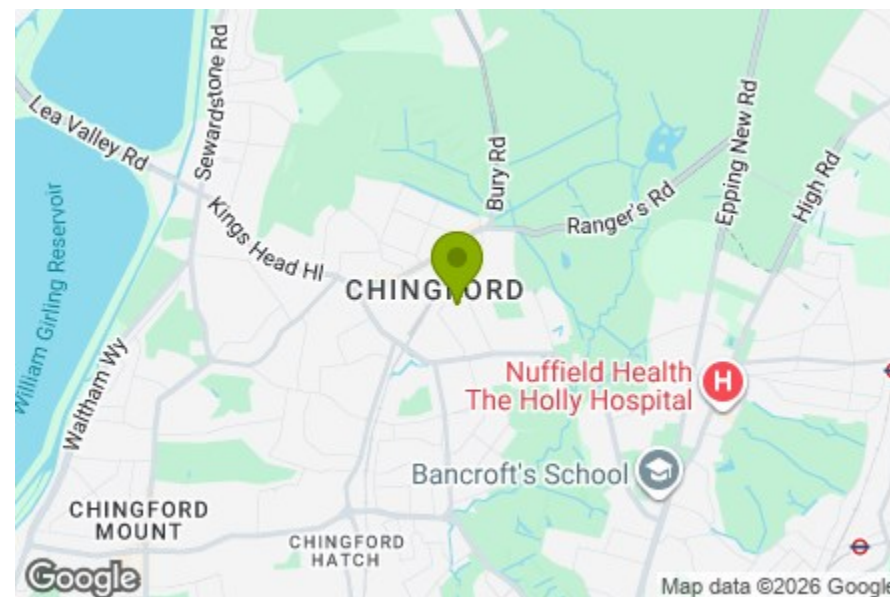 Sewardstone Rd
Lea Valley Rd
Bury Rd
Epping New Rd
High Rd
Ranger's Rd
Kings Head Hl
William Girling Reservoir
CHINGFORD
Waltham Wy
Nuffield Health
The Holly Hospital
H
Bancroft's School
CHINGFORD
MOUNT
CHINGFORD
HATCH
Google
Map data ©2026 Google